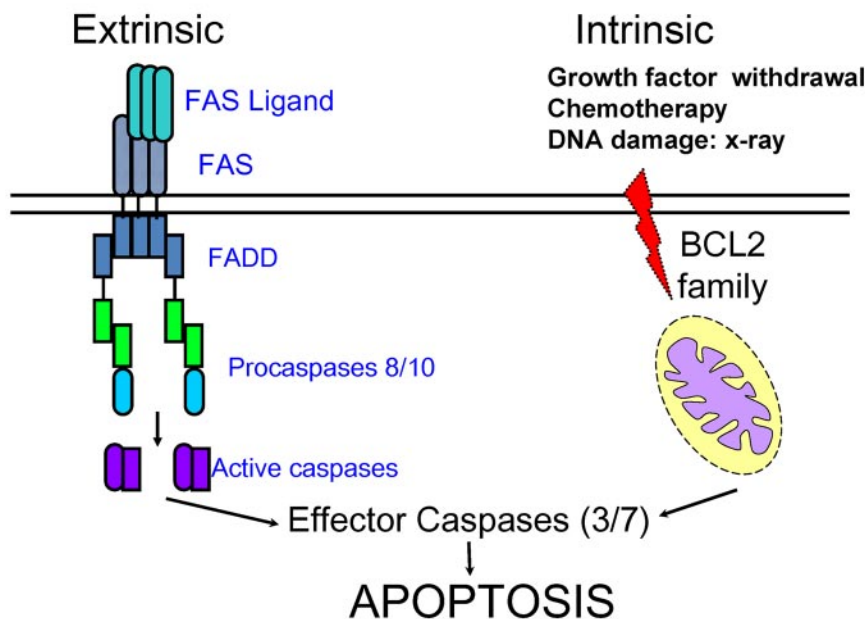 Extrinsic
FAS Ligand
FAS
FADD
Procaspases 8/10
Active caspases
Intrinsic
Growth factor withdrawal
Chemotherapy
DNA damage: x-ray
BCL2
family
Effector Caspases (3/7)
APOPTOSIS